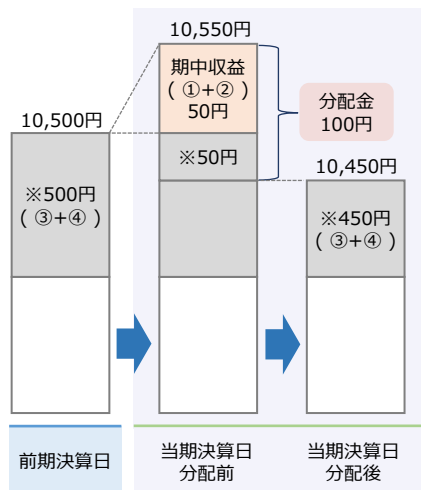 10,550円
期中収益
( ①+② )
50円
分配金
100円
10,500円
※50円
10,450円
※500円
( ③+④ )
※450円
( ③+④ )
前期決算日
当期決算日
分配前
当期決算日
分配後